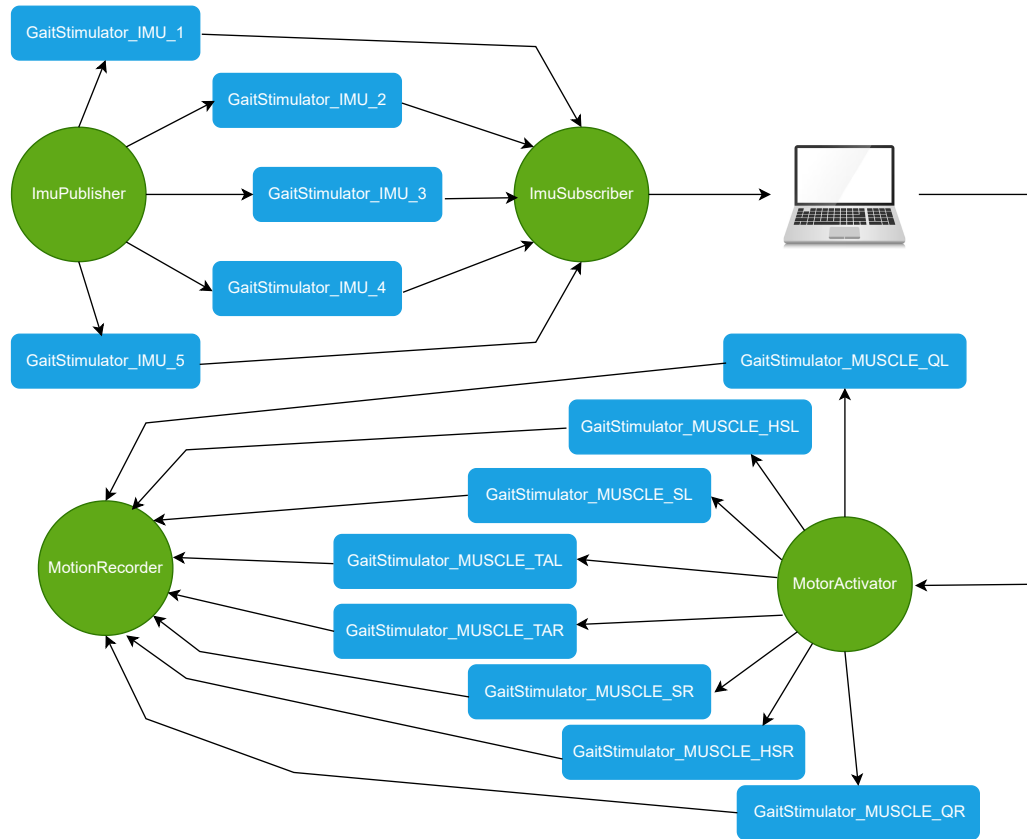 GaitStimulator_IMU_1
GaitStimulator_IMU_2
ImuPublisher
GaitStimulator_IMU_3
ImuSubscriber
GaitStimulator_IMU_4
GaitStimulator_IMU_5
GaitStimulator_MUSCLE_QL
GaitStimulator_MUSCLE_HSL
GaitStimulator_MUSCLE_SL
GaitStimulator_MUSCLE_TAL
MotionRecorder
MotorActivator
GaitStimulator_MUSCLE_TAR
GaitStimulator_MUSCLE_SR
GaitStimulator_MUSCLE_HSR
GaitStimulator_MUSCLE_QR